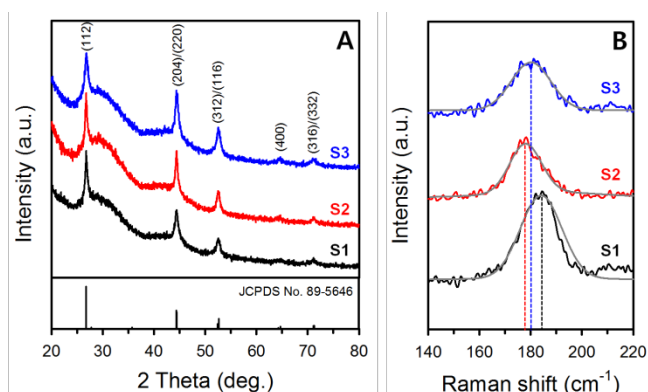 A
(112)
(204)/(220)
(312)/(116)
(400)
(316)/(332)
S3
S2
S1
Intensity (a.u.)
JCPDS No. 89-5646
20 30 40 50 60 70 80
2 Theta (deg.)
B
S3
S2
S1
Intensity (a.u.)
140 160 180 200 220
Raman shift (cm⁻¹)